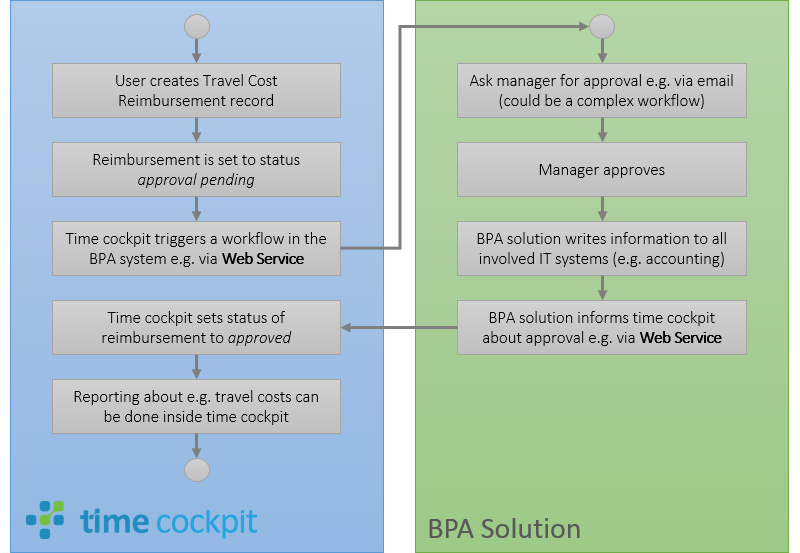 User creates Travel Cost
Reimbursement record
Reimbursement is set to status
approval pending
Time cockpit triggers a workflow in the
BPA system e.g. via Web Service
Time cockpit sets status of
reimbursement to approved
Reporting about e.g. travel costs can
be done inside time cockpit
time cockpit
Ask manager for approval e.g. via email
(could be a complex workflow)
Manager approves
BPA solution writes information to all
involved IT systems (e.g. accounting)
BPA solution informs time cockpit
about approval e.g. via Web Service
BPA Solution